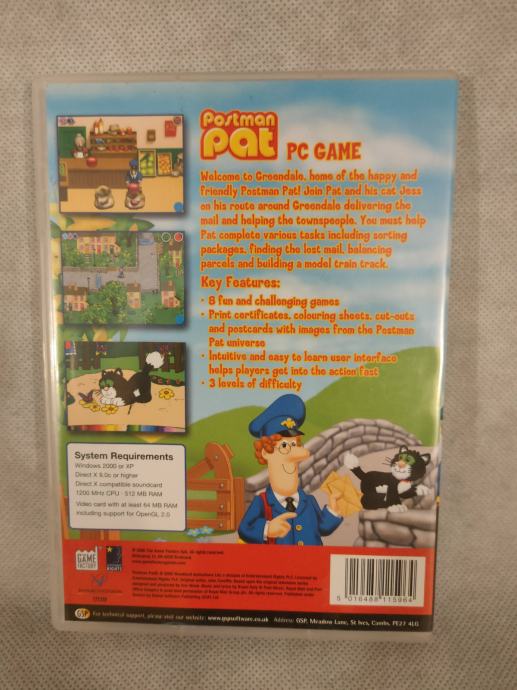 Postman
Pat
PC GAME
Welcome to Greendale, home of the happy and
friendly Postman Pat! Join Pat and his cat Jess
on his route around Greendale delivering the
mail and helping the townspeople. You must help
Pat complete various tasks including sorting
packages, finding the lost mail, balancing
parcels and building a model train track.
Key Features:
• 8 fun and challenging games
• Print certificates, colouring sheets, cut-outs
and postcards with images from the Postman
Pat universe
• Intuitive and easy to learn user interface
helps players get into the action fast
• 3 levels of difficulty
System Requirements
Windows 2000 or XP
Direct X 9.0c or higher
Direct X compatible soundcard
1200 MHz CPU - 512 MB RAM
Video card with at least 64 MB RAM
including support for OpenGL 2.0
GAME
FACTORY
RIGHTS
5 016488 115964
GSP
For technical support, please visit our website: www.gspsoftware.co.uk Address: GSP, Meadow Lane, St Ives, Cambs, PE27 4LG